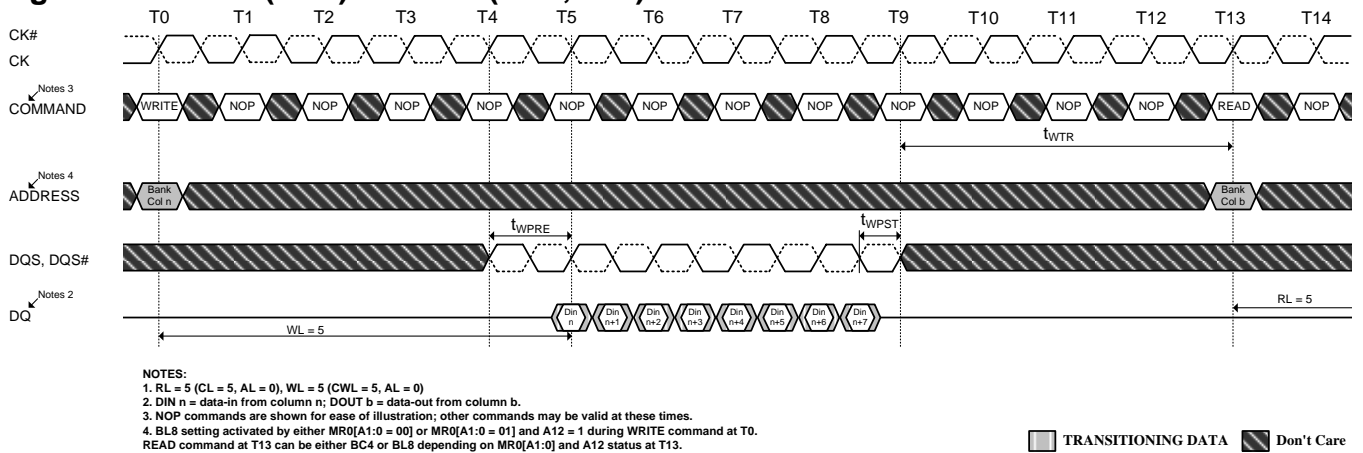 T0 T1 T2 T3 T4 T5 T6 T7 T8 T9 T10 T11 T12 T13 T14
CK#
CK
Notes 3
COMMAND
WRITE NOP NOP NOP NOP NOP NOP NOP NOP NOP NOP NOP NOP READ NOP
tWTR
Notes 4
ADDRESS
Bank
Col n
Bank
Col b
tWPRE
tWPST
DQS, DQS#
Notes 2
DQ
Din
n
Din
n+1
Din
n+2
Din
n+3
Din
n+4
Din
n+5
Din
n+6
Din
n+7
RL = 5
WL = 5
NOTES:
1. RL = 5 (CL = 5, AL = 0), WL = 5 (CWL = 5, AL = 0)
2. DIN n = data-in from column n; DOUT b = data-out from column b.
3. NOP commands are shown for ease of illustration; other commands may be valid at these times.
4. BL8 setting activated by either MR0[A1:0 = 00] or MR0[A1:0 = 01] and A12 = 1 during WRITE command at T0.
READ command at T13 can be either BC4 or BL8 depending on MR0[A1:0] and A12 status at T13.
TRANSITIONING DATA
Don't Care